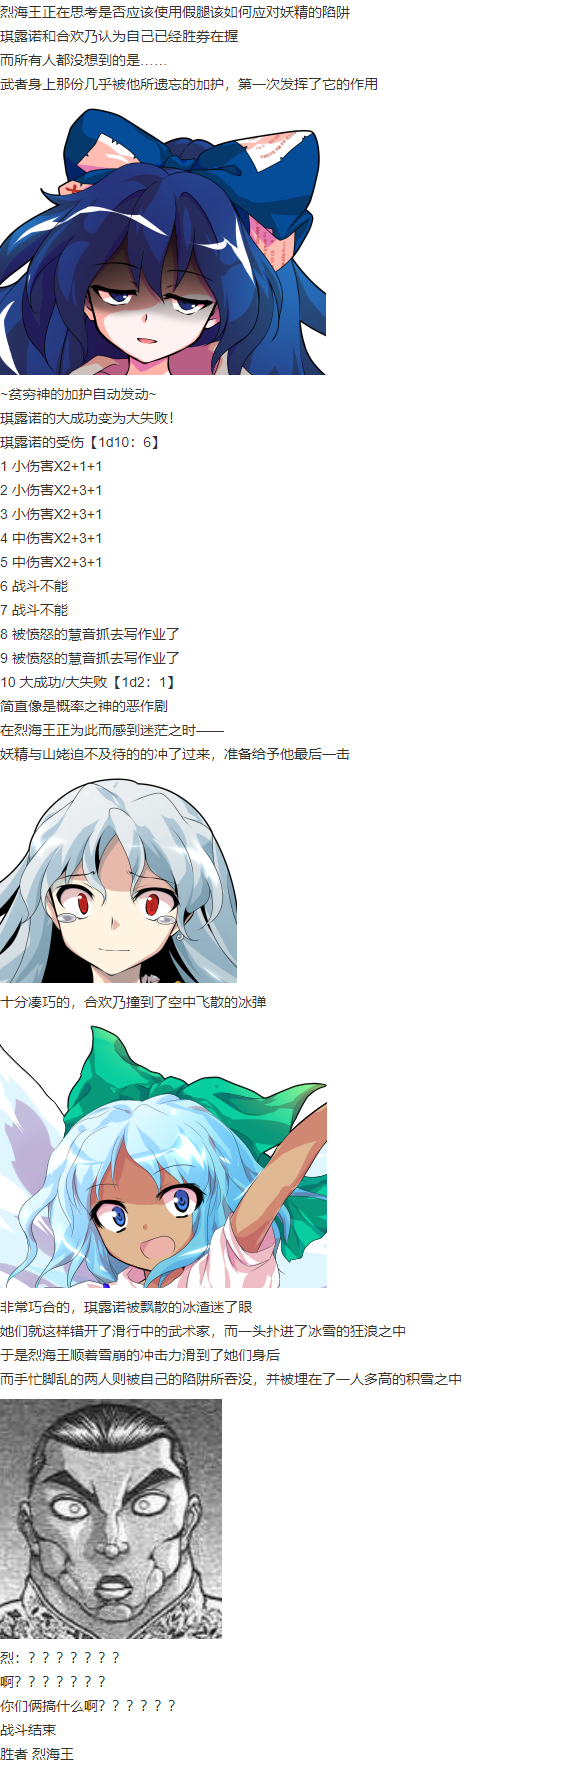 烈海王正在思考是否应该使用假腿该如何应对妖精的陷阱
琪露诺和合欢乃认为自己已经胜券在握
而所有人都没想到的是……
武者身上那份几乎被他所遗忘的加护，第一次发挥了它的作用
~贫穷神的加护自动发动~
琪露诺的大成功变为大失败！
琪露诺的受伤【1d10：6】
1 小伤害X2+1+1
2 小伤害X2+3+1
3 小伤害X2+3+1
4 中伤害X2+3+1
5 中伤害X2+3+1
6 战斗不能
7 战斗不能
8 被愤怒的慧音抓去写作业了
9 被愤怒的慧音抓去写作业了
10 大成功/大失败【1d2：1】
简直像是概率之神的恶作剧
在烈海王正为此而感到迷茫之时——
妖精与山姥迫不及待的的冲了过来，准备给予他最后一击
十分凑巧的，合欢乃撞到了空中飞散的冰弹
非常巧合的，琪露诺被飘散的冰渣迷了眼
她们就这样错开了滑行中的武术家，而一头扑进了冰雪的狂浪之中
于是烈海王顺着雪崩的冲击力滑到了她们身后
而手忙脚乱的两人则被自己的陷阱所吞没，并被埋在了一人多高的积雪之中
烈：？？？？？？？
啊？？？？？？？
你们俩搞什么啊？？？？？？
战斗结束
胜者 烈海王